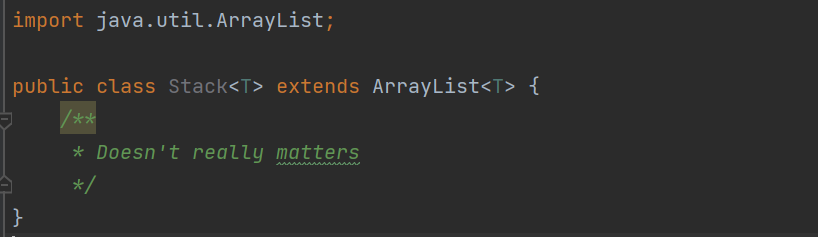 import java.util.ArrayList;
public class Stack<T> extends ArrayList<T> {
/**
* Doesn't really matters
*/
}